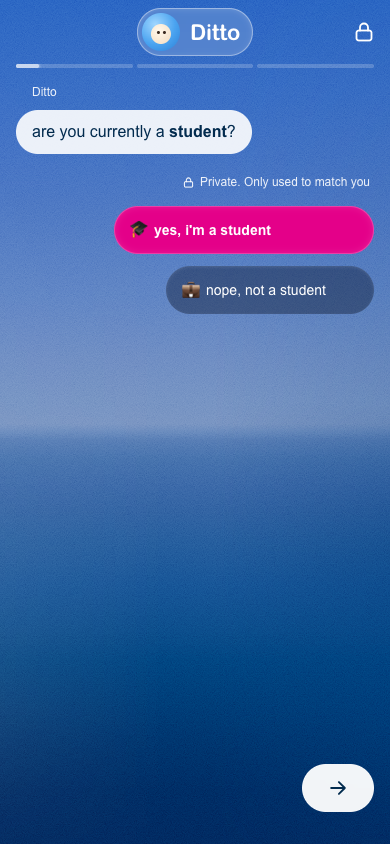 Ditto
Ditto
are you currently a student?
Private. Only used to match you
yes, i'm a student
nope, not a student